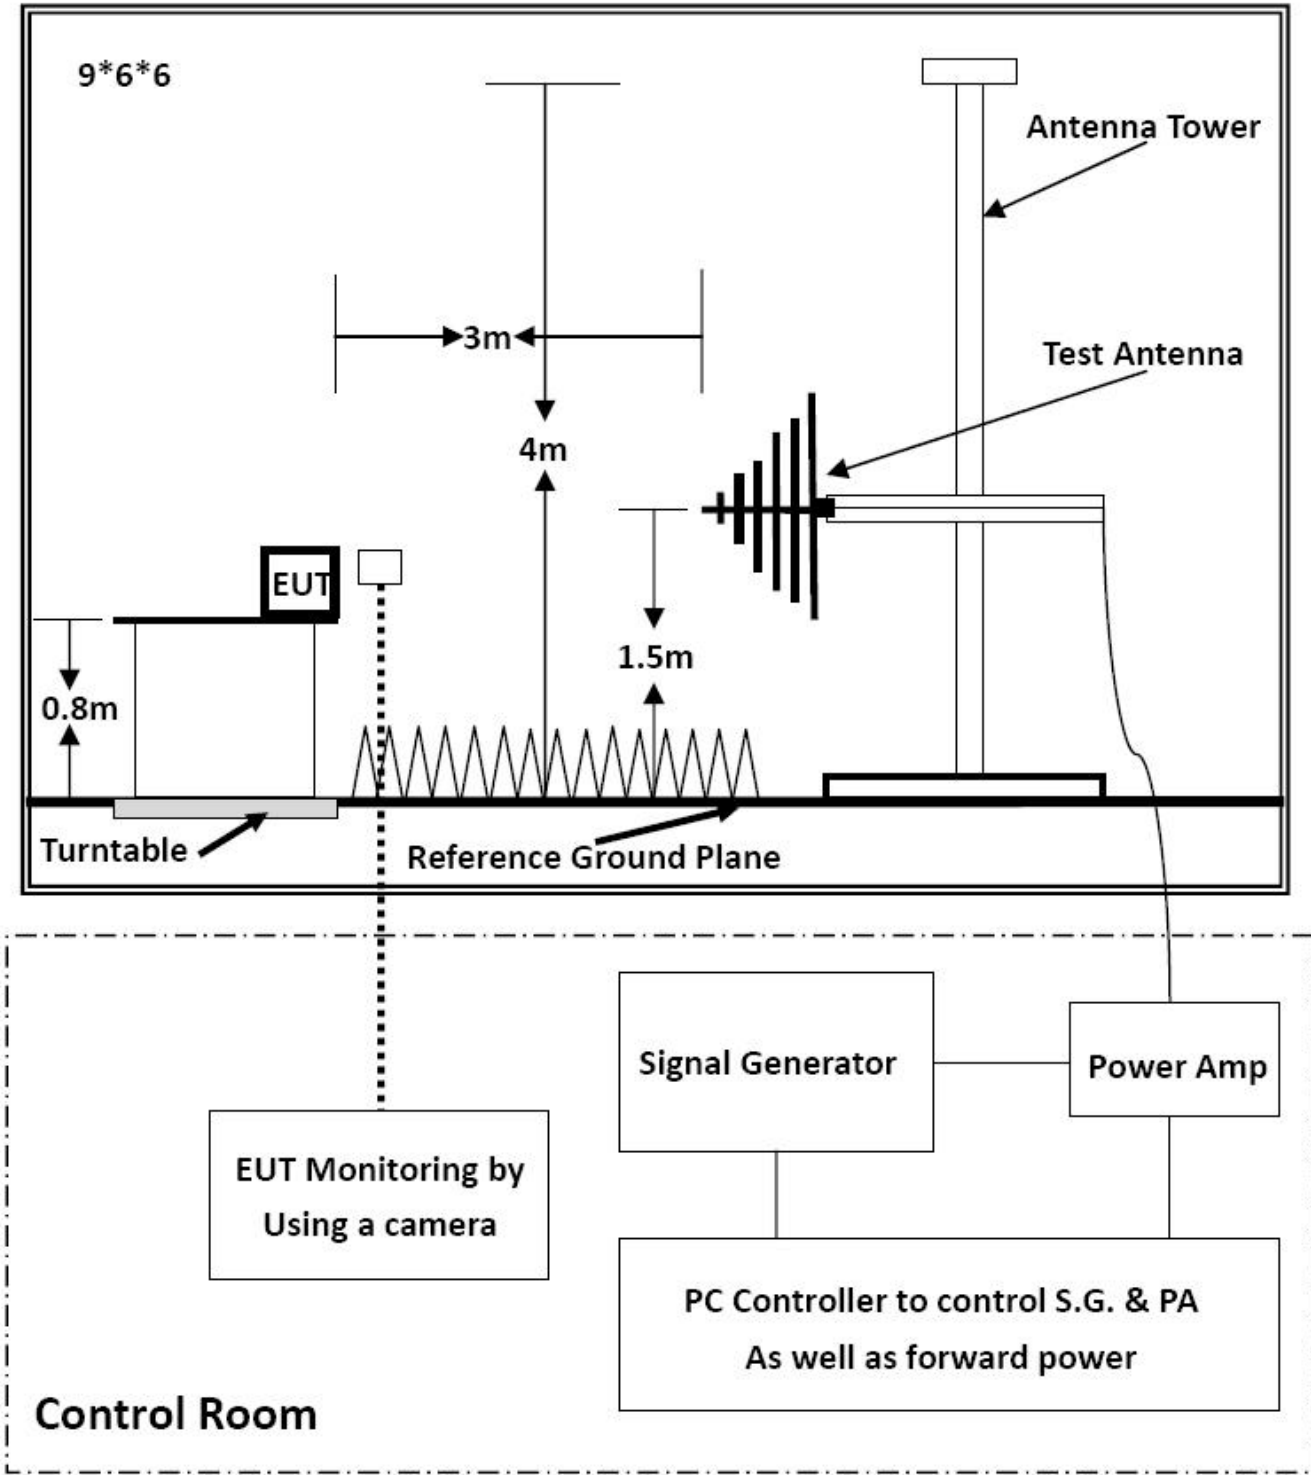 9*6*6
Antenna Tower
3m
Test Antenna
4m
EUT
1.5m
0.8m
Turntable
Reference Ground Plane
Signal Generator
Power Amp
EUT Monitoring by
Using a camera
PC Controller to control S.G. & PA
As well as forward power
Control Room